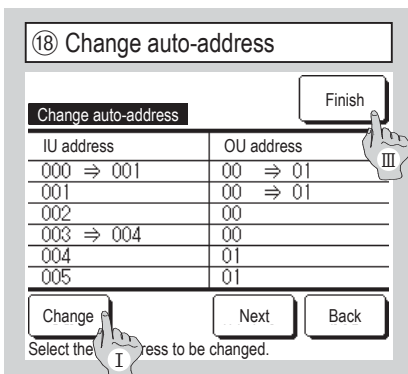 ⑱ Change auto-address
Finish
Change auto-address
III
IU address OU address
000 ⇒ 001 00 ⇒ 01
001 00 ⇒ 01
002 00
003 ⇒ 004 00
004 01
005 01
Change Next Back
Select the ress to be changed.
I